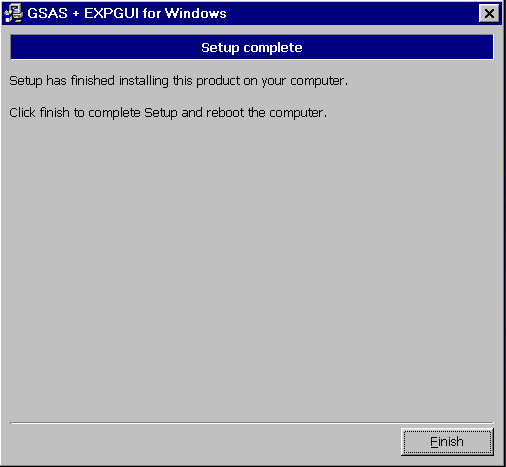 GSAS + EXPGUI for Windows
Setup complete
Setup has finished installing this product on your computer.
Click finish to complete Setup and reboot the computer.
Finish